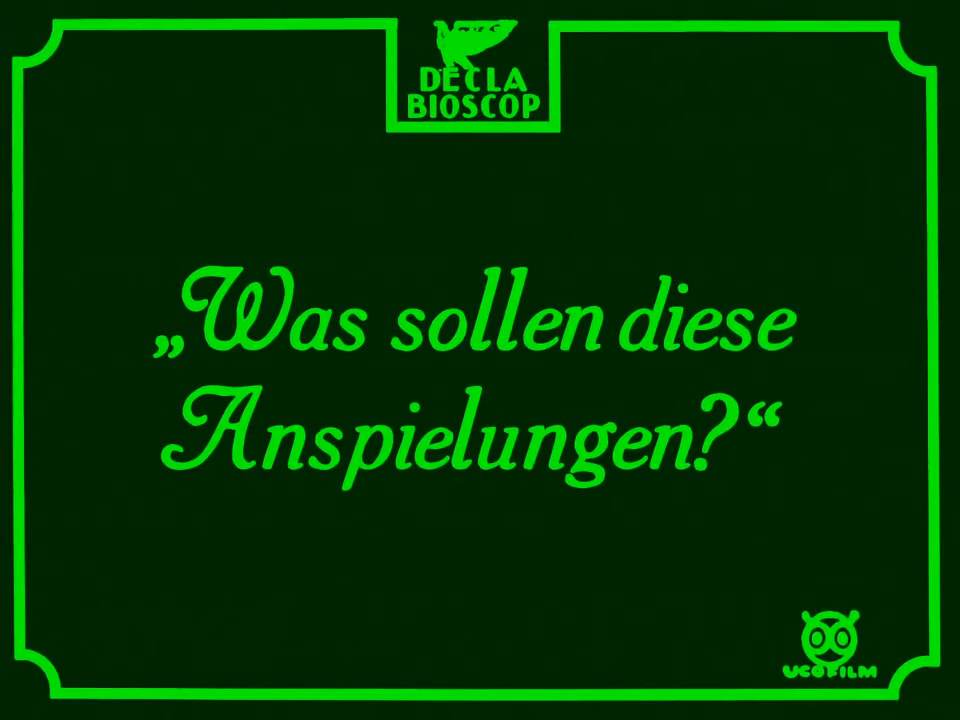 DECLA
BIOSCOP
„Was sollen diese
Anspielungen?“
UCOFILM